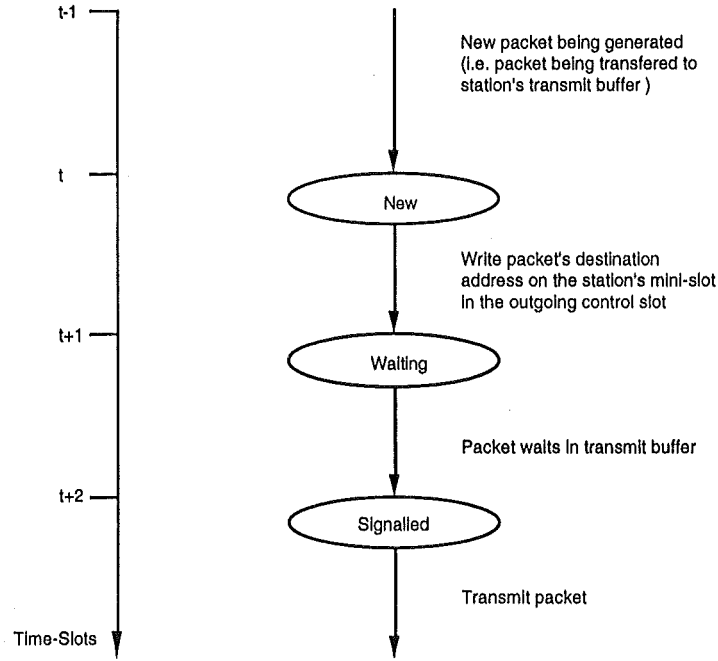 t-1
New packet being generated
(i.e. packet being transfered to
station's transmit buffer )
t
New
Write packet's destination
address on the station's mini-slot
in the outgoing control slot
t+1
Waiting
Packet waits in transmit buffer
t+2
Signalled
Transmit packet
Time-Slots